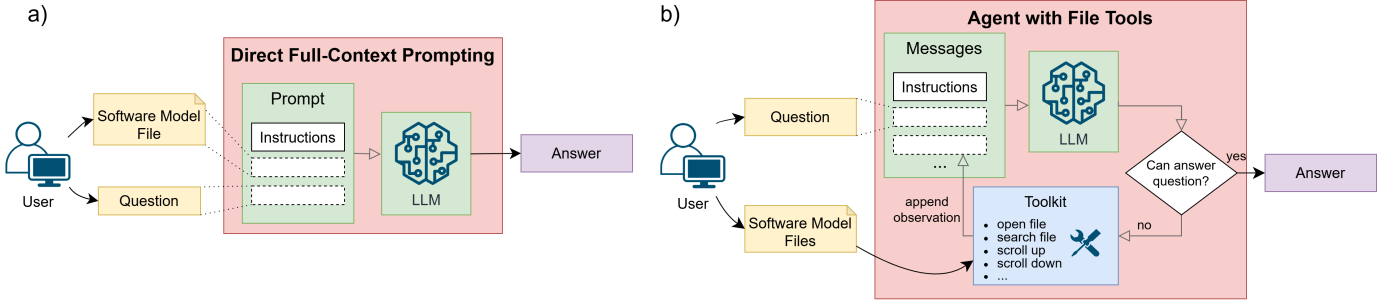 a)
Direct Full-Context Prompting
Software Model
File
Question
User
Prompt
Instructions
LLM
Answer
b)
Agent with File Tools
Messages
Instructions
...
LLM
Question
User
Software Model
Files
append
observation
Toolkit
• open file
• search file
• scroll up
• scroll down
• ...
Can answer
question?
yes
no
Answer